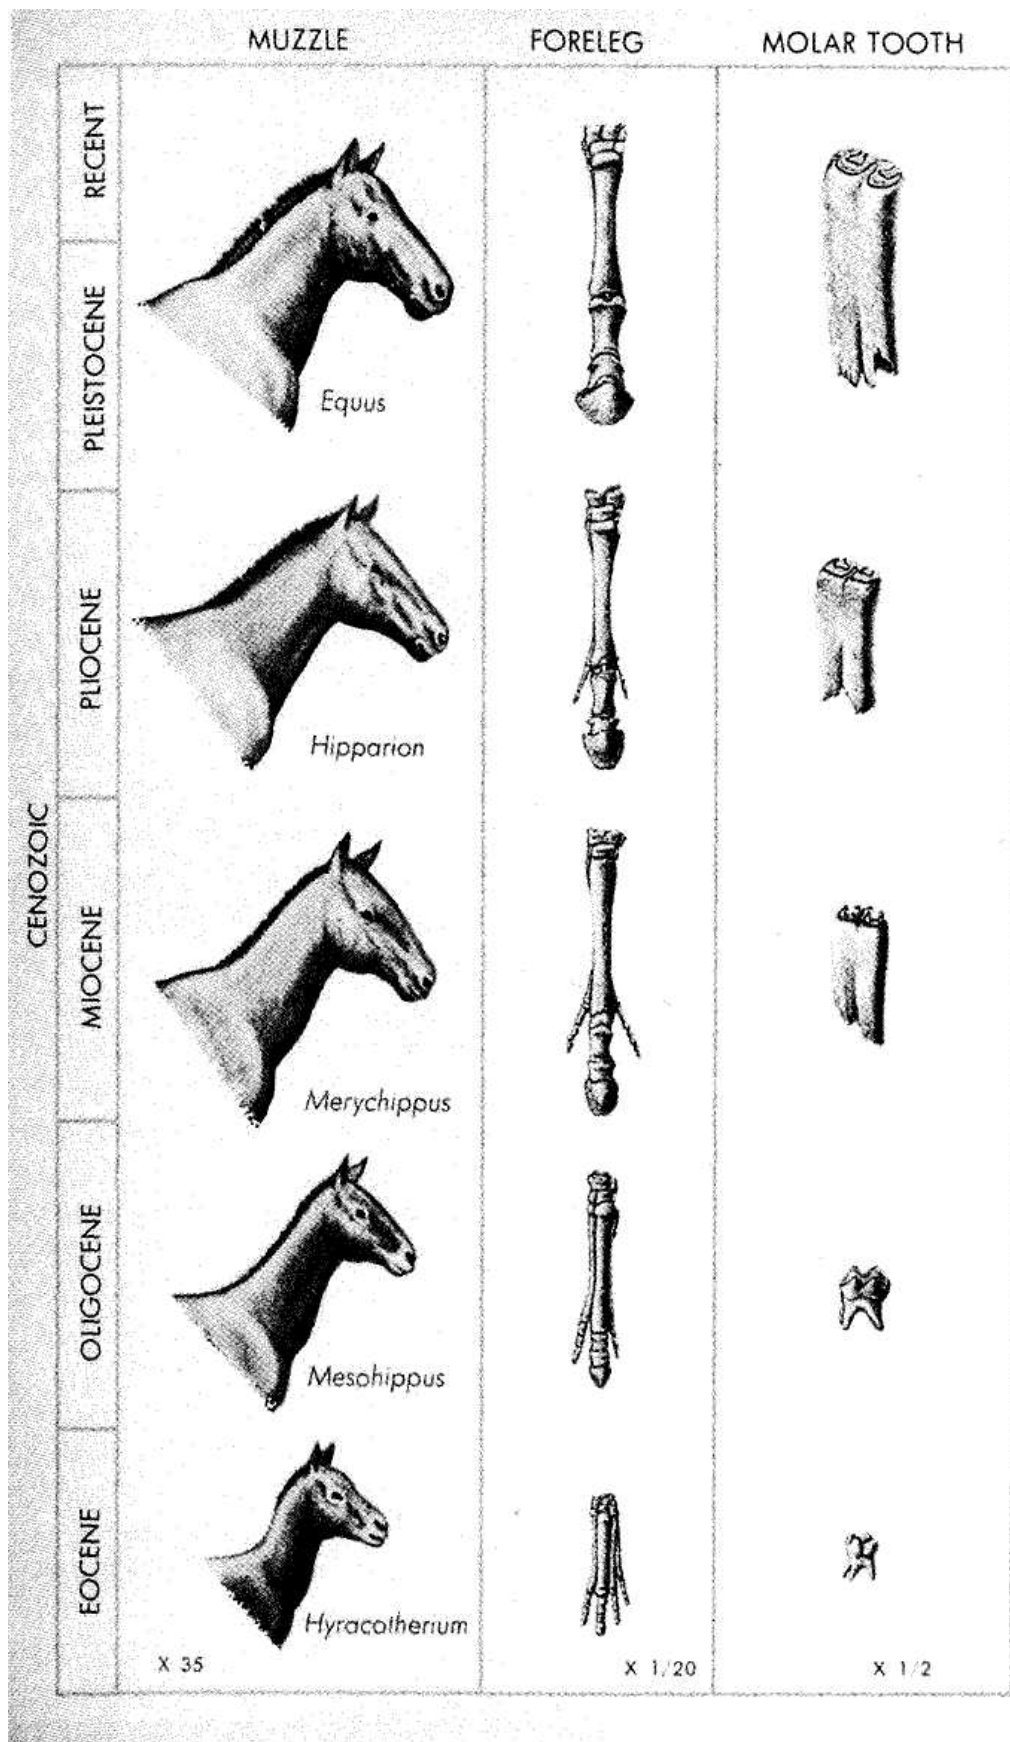 MUZZLE FORELEG MOLAR TOOTH
CENOZOIC
RECENT
PLEISTOCENE
Equus
PLIOCENE
Hipparion
MIOCENE
Merychippus
OLIGOCENE
Mesohippus
EOCENE
Hyracotherium
X 35 X 1/20 X 1/2